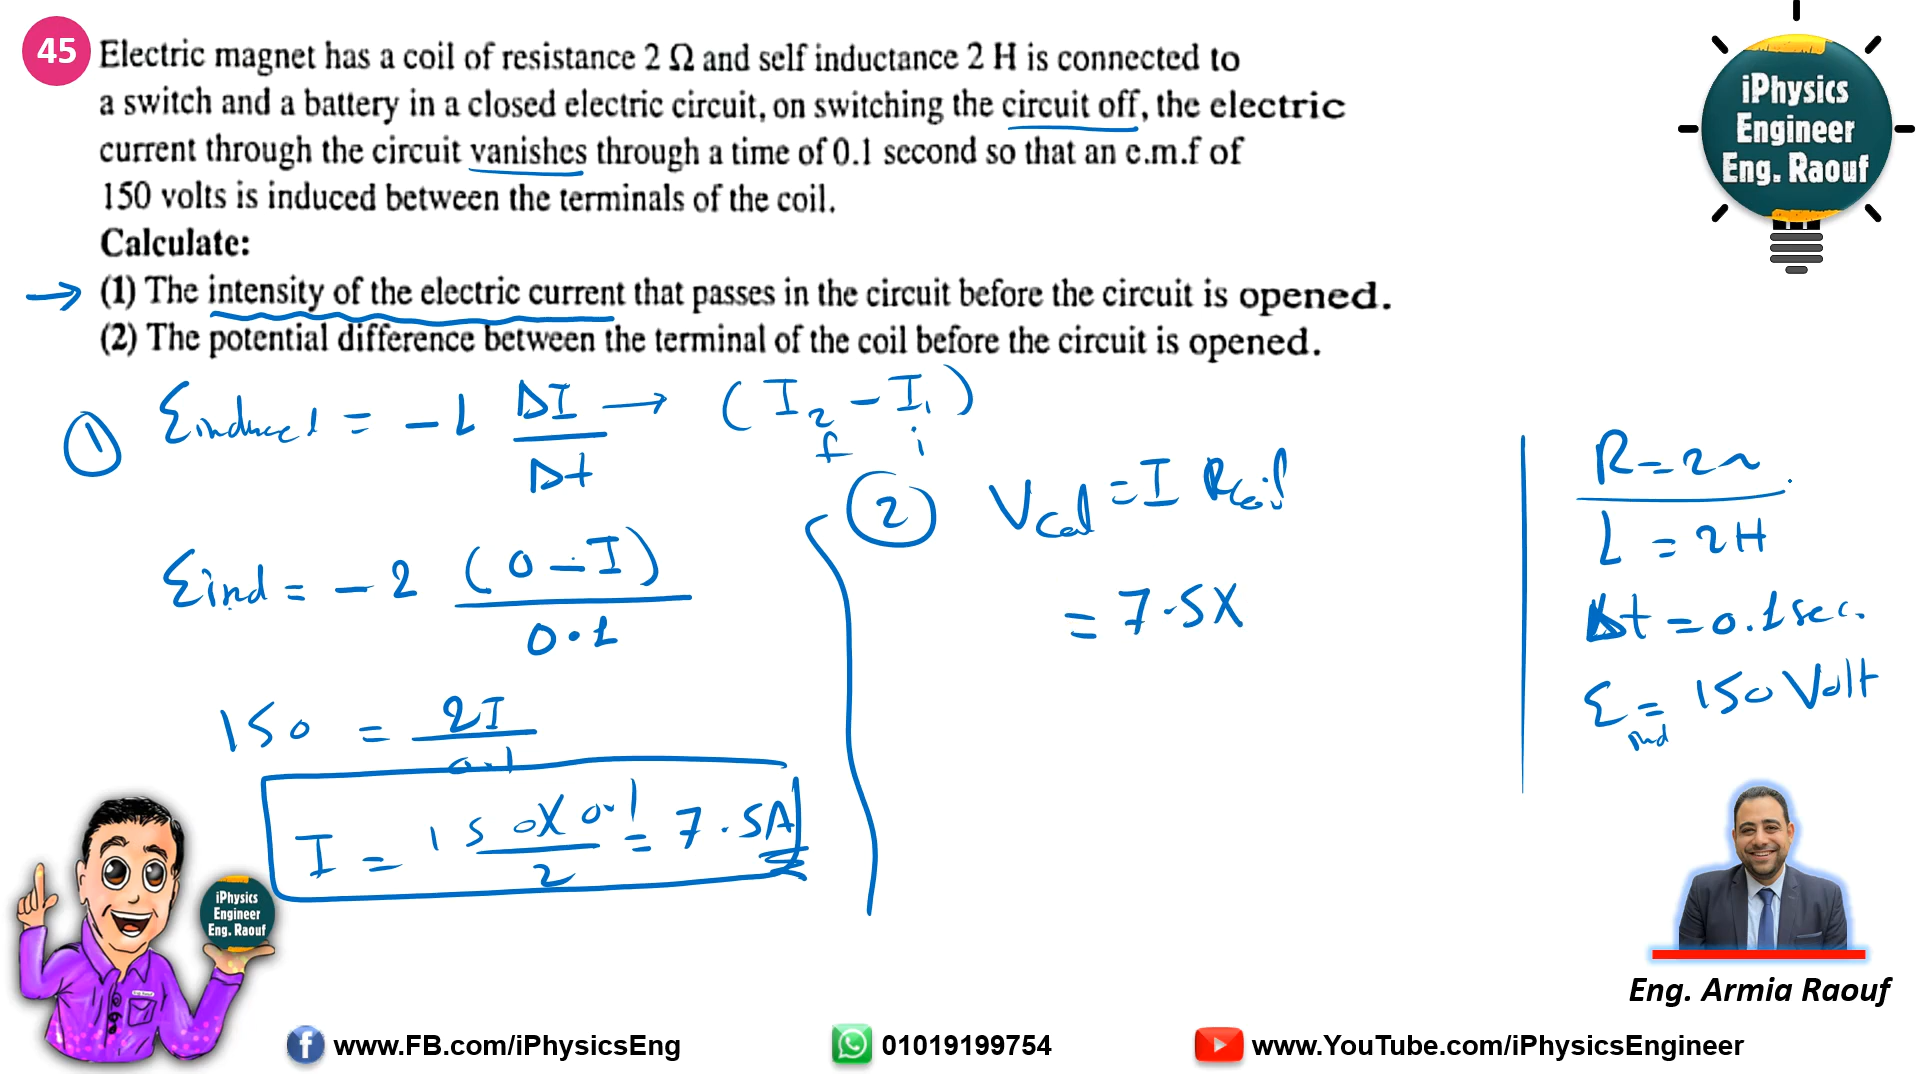 45 Electric magnet has a coil of resistance 2 Ω and self inductance 2 H is connected to
a switch and a battery in a closed electric circuit, on switching the circuit off, the electric
current through the circuit vanishes through a time of 0.1 second so that an e.m.f of
150 volts is induced between the terminals of the coil.
Calculate:
→ (1) The intensity of the electric current that passes in the circuit before the circuit is opened.
(2) The potential difference between the terminal of the coil before the circuit is opened.
iPhysics
Engineer
Eng. Raouf
① Ɛinduced = - L ΔI/Δt → (I₂ - I₁)
f i
Ɛind = - 2 (0 - I)/0.1
150 = 2I/0.1
I = 150X0.1/2 = 7.5A
② Vcoil = I Rcoil
= 7.5X
R = 2Ω
L = 2H
Δt = 0.1sec.
Ɛind = 150 Volt
iPhysics
Engineer
Eng. Raouf
Eng. Armia Raouf
www.FB.com/iPhysicsEng
01019199754
www.YouTube.com/iPhysicsEngineer